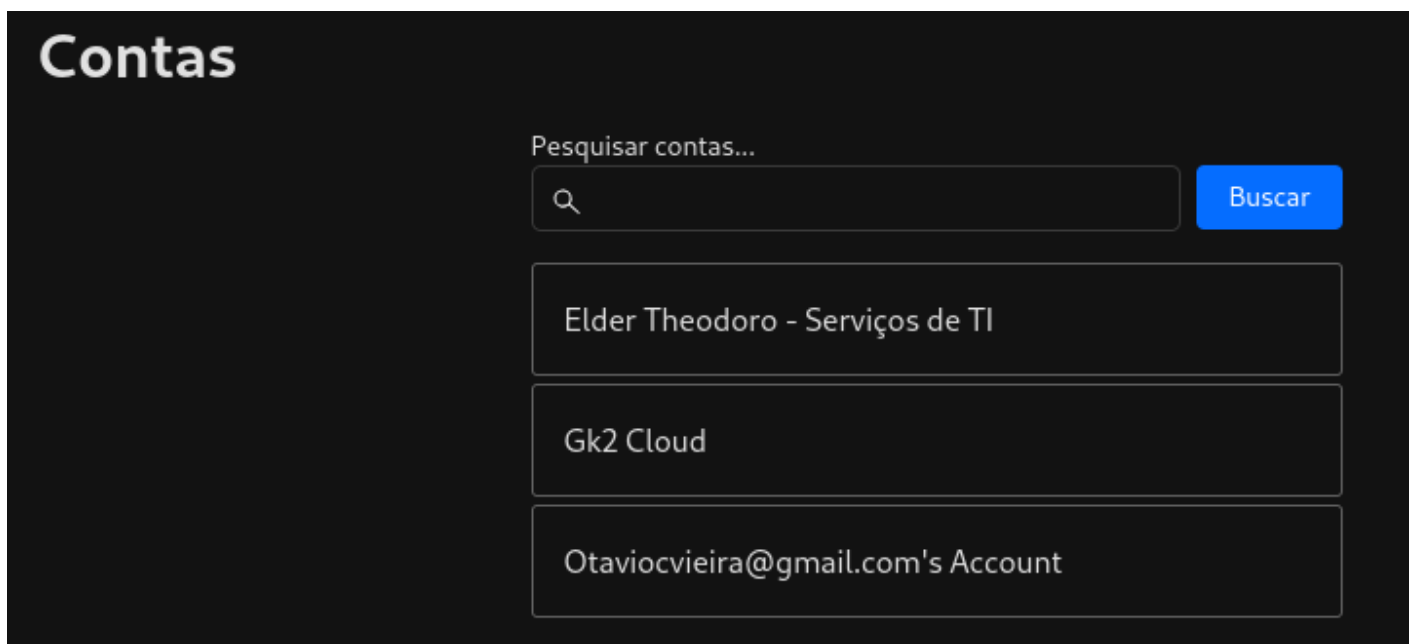 Contas
Pesquisar contas...
Buscar
Elder Theodoro - Serviços de TI
Gk2 Cloud
Otaviocvieira@gmail.com's Account